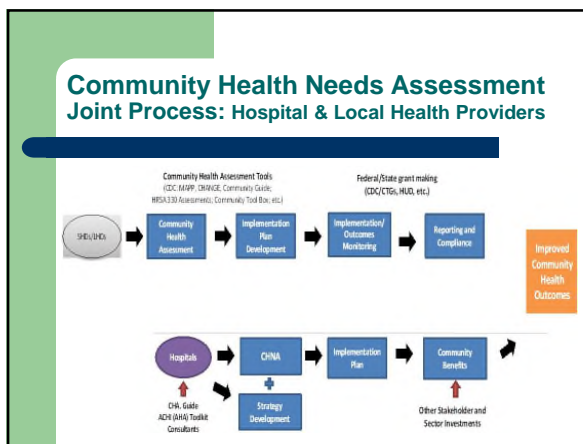 Community Health Needs Assessment
Joint Process: Hospital & Local Health Providers
Community Health Assessment Tools
(CDC: MAPP, CHANGE, Community Guide;
HRSA 330 Assessments; Community Tool Box; etc.)
Federal/State grant making
(CDC/CTGs, HUD, etc.)
SHDs/LHDs
Community
Health
Assessment
Implementation
Plan
Development
Implementation/
Outcomes
Monitoring
Reporting and
Compliance
Improved
Community
Health
Outcomes
Hospitals
CHNA
Implementation
Plan
Community
Benefits
Strategy
Development
CHA. Guide
ACHI (AHA) Toolkit
Consultants
Other Stakeholder and
Sector Investments